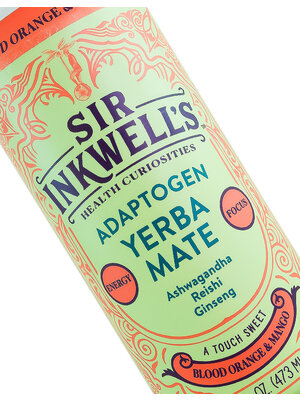 D ORANGE &
SIR
INKWELL'S
HEALTH CURIOSITIES
ADAPTOGEN
YERBA
MATE
ENERGY
FOCUS
Ashwagandha
Reishi
Ginseng
A TOUCH SWEET
BLOOD ORANGE & MANGO
OZ. (473 M